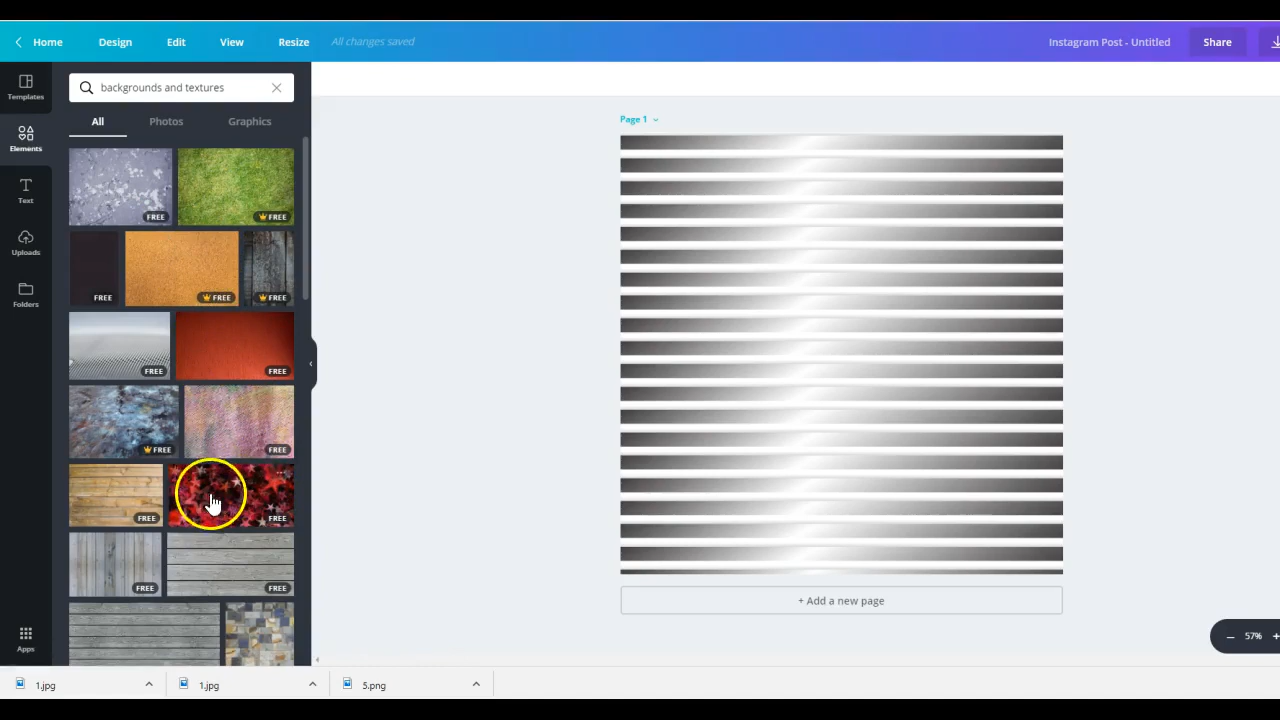 Home Design Edit View Resize All changes saved Instagram Post - Untitled Share
Templates
Elements
Text
Uploads
Folders
Apps
backgrounds and textures
All Photos Graphics
FREE FREE
FREE FREE FREE
FREE FREE
FREE FREE
FREE FREE
FREE FREE
Page 1
+ Add a new page
57%
1.jpg 1.jpg 5.png